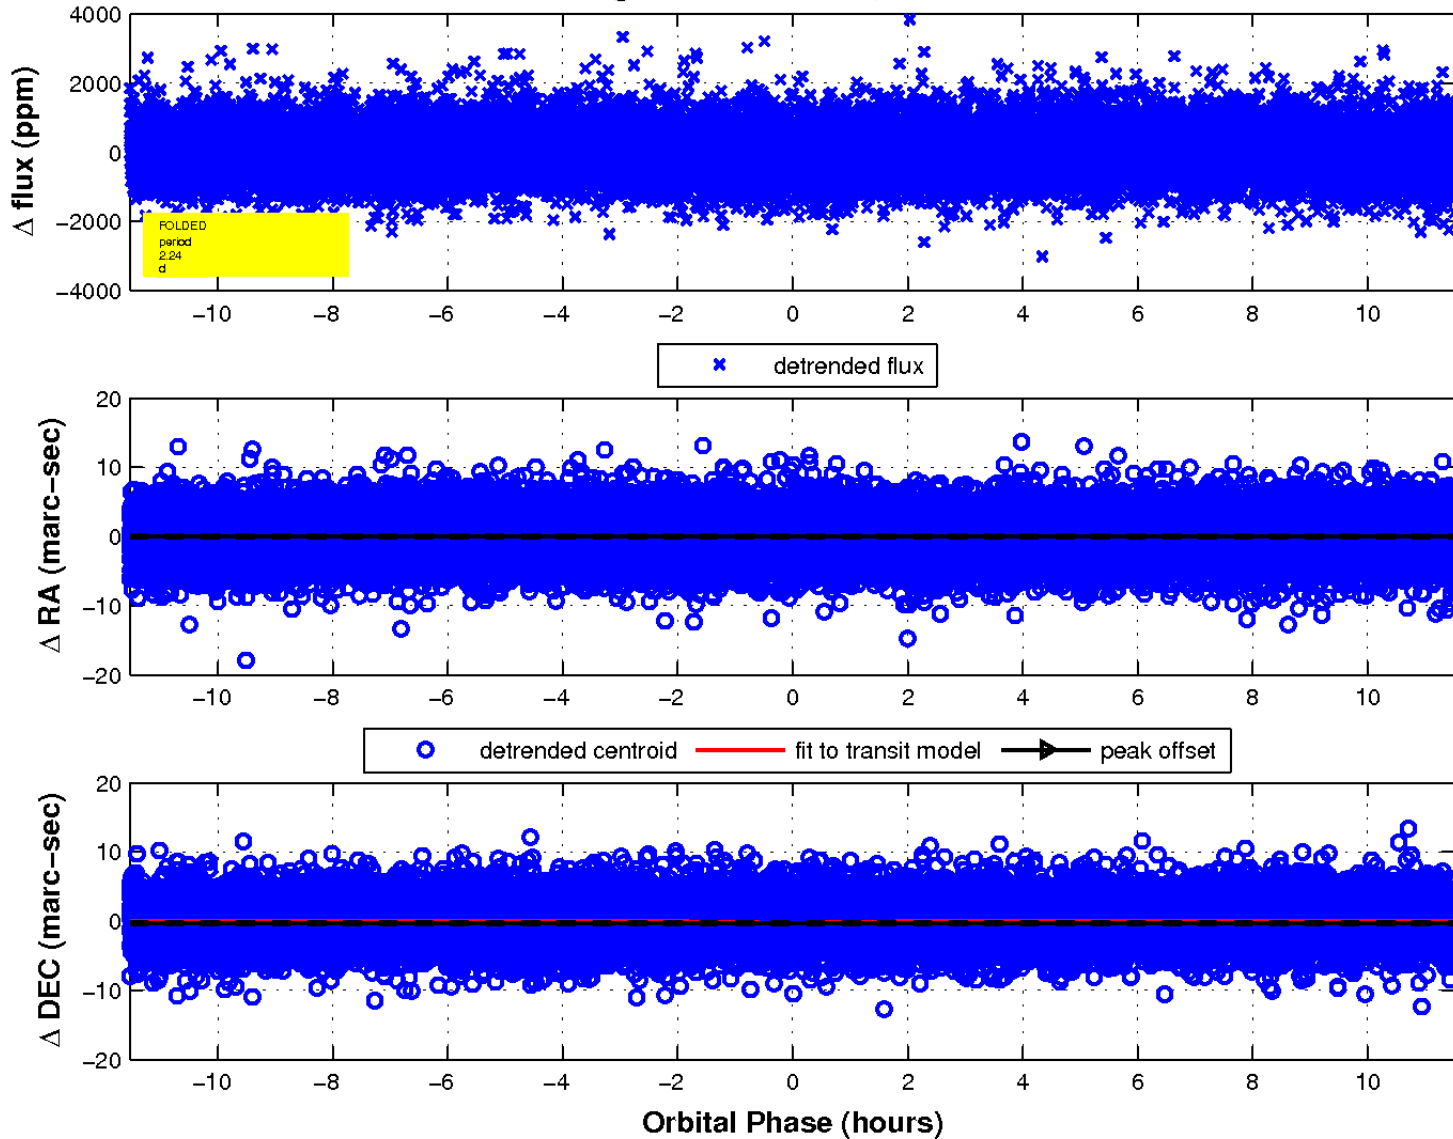 Δ flux (ppm)
4000
2000
0
−2000
−4000
FOLDED
period
2.24
d
−10 −8 −6 −4 −2 0 2 4 6 8 10
detrended flux
Δ RA (marc−sec)
20
10
0
−10
−20
−10 −8 −6 −4 −2 0 2 4 6 8 10
detrended centroid fit to transit model peak offset
Δ DEC (marc−sec)
20
10
0
−10
−20
−10 −8 −6 −4 −2 0 2 4 6 8 10
Orbital Phase (hours)